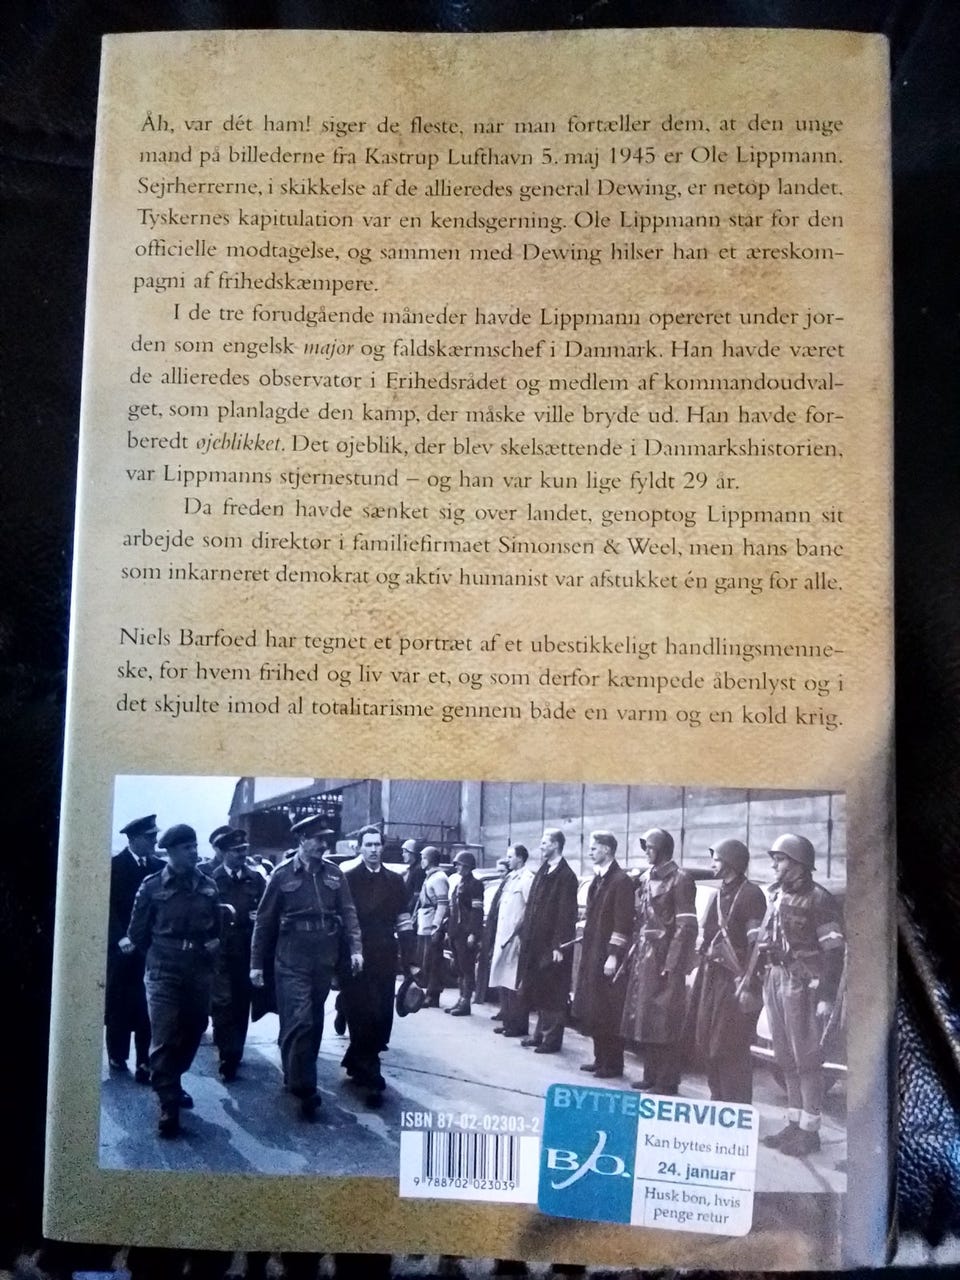 Åh, var dét ham! siger de fleste, når man fortæller dem, at den unge
mand på billederne fra Kastrup Lufthavn 5. maj 1945 er Ole Lippmann.
Sejrherrerne, i skikkelse af de allieredes general Dewing, er netop landet.
Tyskernes kapitulation var en kendsgerning. Ole Lippmann står for den
officielle modtagelse, og sammen med Dewing hilser han et æreskom-
pagni af frihedskæmpere.
I de tre forudgående måneder havde Lippmann opereret under jor-
den som engelsk major og faldskærmschef i Danmark. Han havde været
de allieredes observatør i Frihedsrådet og medlem af kommandoudval-
get, som planlagde den kamp, der måske ville bryde ud. Han havde for-
beredt øjeblikket. Det øjeblik, der blev skelsættende i Danmarkshistorien,
var Lippmanns stjernestund – og han var kun lige fyldt 29 år.
Da freden havde sænket sig over landet, genoptog Lippmann sit
arbejde som direktør i familiefirmaet Simonsen & Weel, men hans bane
som inkarneret demokrat og aktiv humanist var afstukket én gang for alle.
Niels Barfoed har tegnet et portræt af et ubestikkeligt handlingsmenne-
ske, for hvem frihed og liv var et, og som derfor kæmpede åbenlyst og i
det skjulte imod al totalitarisme gennem både en varm og en kold krig.
ISBN 87-02-02303-2
9 788702 023039
BYTTESERVICE
B/O.
Kan byttes indtil
24. januar
Husk bon, hvis
penge retur